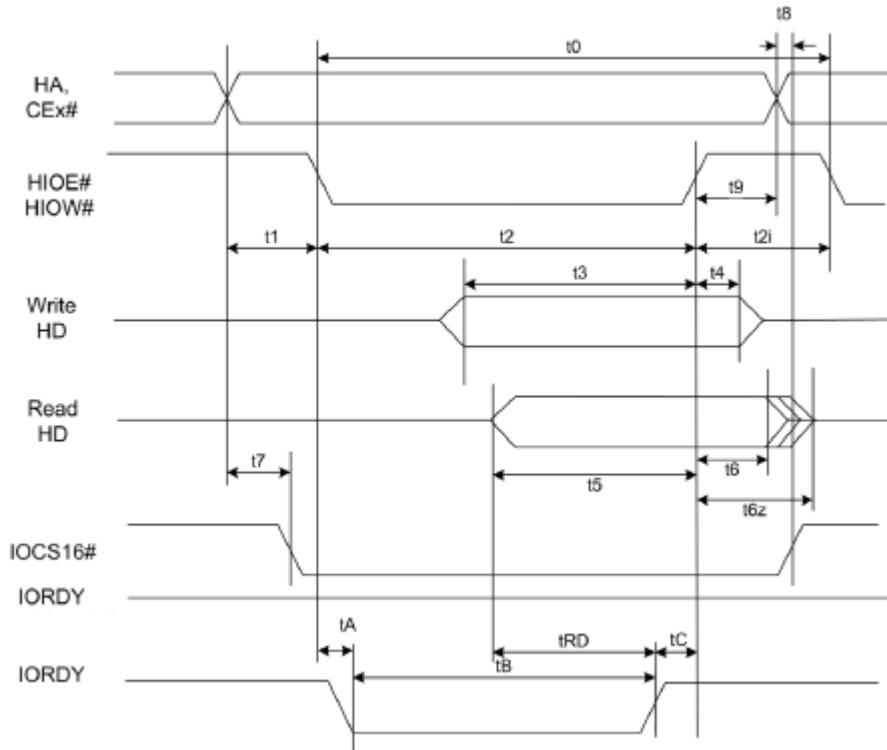 t8
t0
HA,
CEx#
HIOE#
HIOW#
t9
t1
t2
t2i
t3
t4
Write
HD
Read
HD
t7
t5
t6
t6z
IOCS16#
IORDY
tA
tRD
tC
tB
IORDY